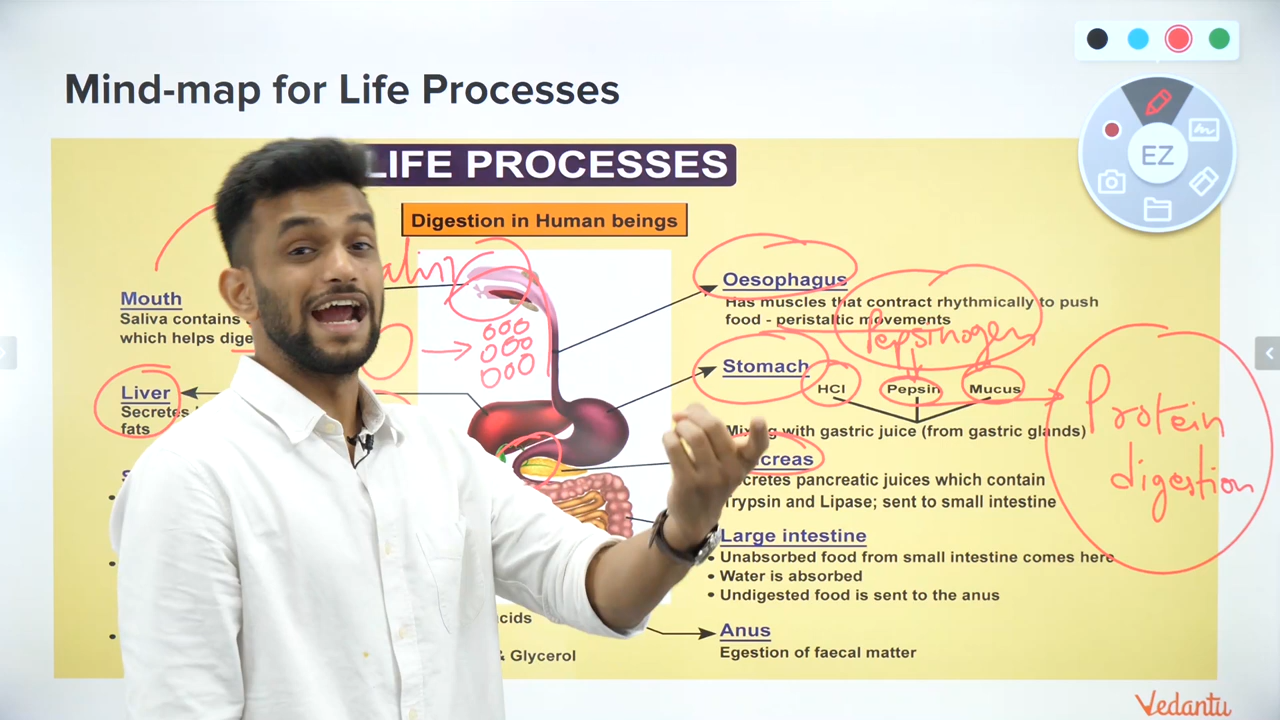 Mind-map for Life Processes
EZ
LIFE PROCESSES
Digestion in Human beings
Mouth
Saliva contains
which helps
Liver
Secretes
fats
acids
& Glycerol
Oesophagus
Has muscles that contract rhythmically to push
food - peristaltic movements
Pepsinogen
Stomach
HCl Pepsin Mucus
Mixing with gastric juice (from gastric glands)
Protein
digestion
creas
cretes pancreatic juices which contain
Trypsin and Lipase; sent to small intestine
Large intestine
• Unabsorbed food from small intestine comes here
• Water is absorbed
• Undigested food is sent to the anus
Anus
Egestion of faecal matter
Vedantu